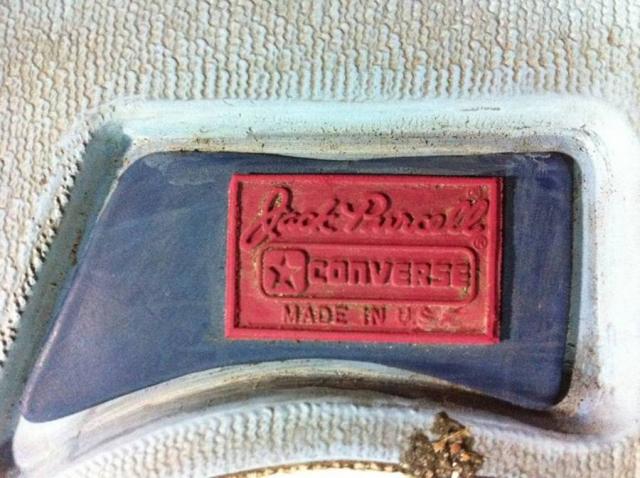 Jack Purcell®
CONVERSE
MADE IN U.S.